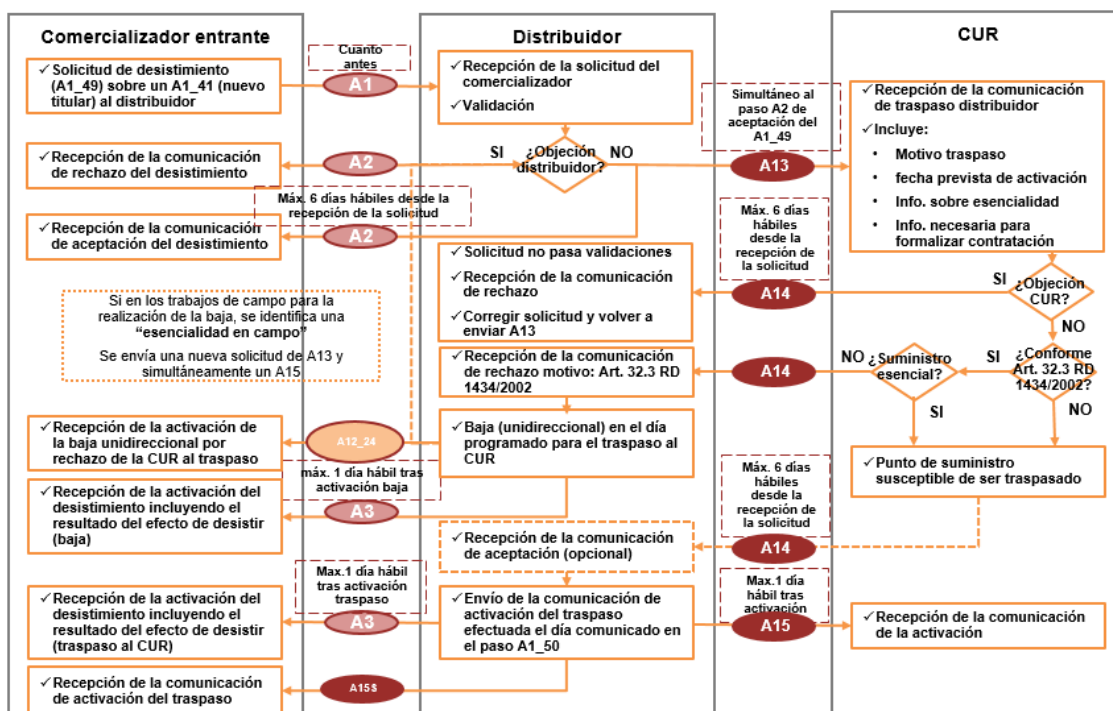 Comercializador entrante
✓Solicitud de desistimiento
(A1_49) sobre un A1_41 (nuevo
titular) al distribuidor
✓Recepción de la comunicación
de rechazo del desistimiento
✓Recepción de la comunicación
de aceptación del desistimiento
Si en los trabajos de campo para la
realización de la baja, se identifica una
“esencialidad en campo”
Se envía una nueva solicitud de A13 y
simultáneamente un A15
✓Recepción de la activación de
la baja unidireccional por
rechazo de la CUR al traspaso
✓Recepción de la activación del
desistimiento incluyendo el
resultado del efecto de desistir
(baja)
✓Recepción de la activación del
desistimiento incluyendo el
resultado del efecto de desistir
(traspaso al CUR)
✓Recepción de la comunicación
de activación del traspaso
Cuanto
antes
A1
A2
Máx. 6 días hábiles desde la
recepción de la solicitud
A2
A12_24
máx. 1 día hábil tras
activación baja
A3
Max.1 día hábil
tras activación
traspaso
A3
A15$
Distribuidor
✓Recepción de la solicitud del
comercializador
✓Validación
SI
¿Objeción
distribuidor?
NO
✓Solicitud no pasa validaciones
✓Recepción de la comunicación
de rechazo
✓Corregir solicitud y volver a
enviar A13
✓Recepción de la comunicación
de rechazo motivo: Art. 32.3 RD
1434/2002
✓Baja (unidireccional) en el día
programado para el traspaso al
CUR
✓Recepción de la comunicación
de aceptación (opcional)
✓Envío de la comunicación de
activación del traspaso
efectuada el día comunicado en
el paso A1_50
Simultáneo al
paso A2 de
aceptación del
A1_49
A13
Máx. 6 días
hábiles
desde la
recepción de
la solicitud
A14
A14
Máx. 6 días
hábiles
desde la
recepción de
la solicitud
A14
Max.1 día
hábil tras
activación
A15
CUR
✓Recepción de la comunicación
de traspaso distribuidor
✓Incluye:
• Motivo traspaso
• fecha prevista de activación
• Info. sobre esencialidad
• Info. necesaria para
formalizar contratación
SI
¿Objeción
CUR?
NO
NO
¿Suministro
esencial?
SI
¿Conforme
Art. 32.3 RD
1434/2002?
SI
NO
✓Punto de suministro
susceptible de ser traspasado
✓Recepción de la comunicación
de la activación